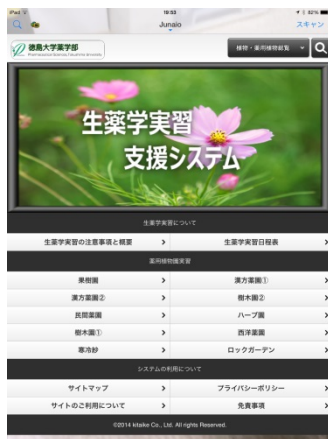 iPad
10:53
32%
Junaio
スキャン
徳島大学薬学部
植物・薬用植物総覧
生薬学実習
支援システム
生薬学実習について
生薬学実習の注意事項と概要
生薬学実習日程表
薬用植物園実習
果樹園
漢方薬園①
漢方薬園②
樹木園②
民間薬園
ハーブ園
樹木園①
西洋薬園
寒冷紗
ロックガーデン
システムの利用について
サイトマップ
プライバシーポリシー
サイトのご利用について
免責事項
©2014 kitaike Co., Ltd. All rights Reserved.